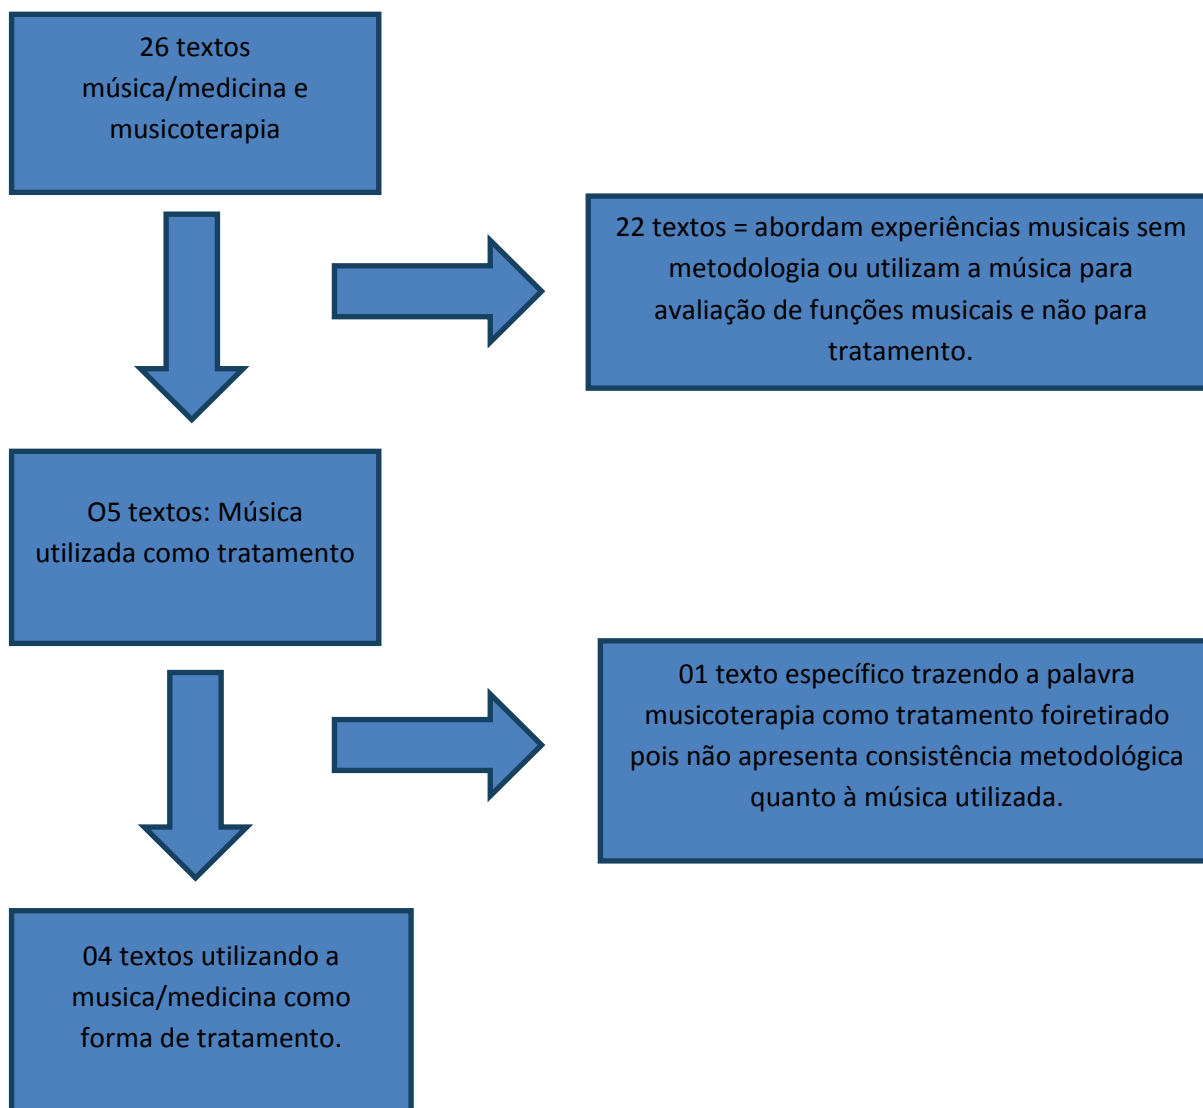 26 textos
música/medicina e
musicoterapia
22 textos = abordam experiências musicais sem
metodologia ou utilizam a música para
avaliação de funções musicais e não para
tratamento.
O5 textos: Música
utilizada como tratamento
01 texto específico trazendo a palavra
musicoterapia como tratamento foiretirado
pois não apresenta consistência metodológica
quanto à música utilizada.
04 textos utilizando a
musica/medicina como
forma de tratamento.